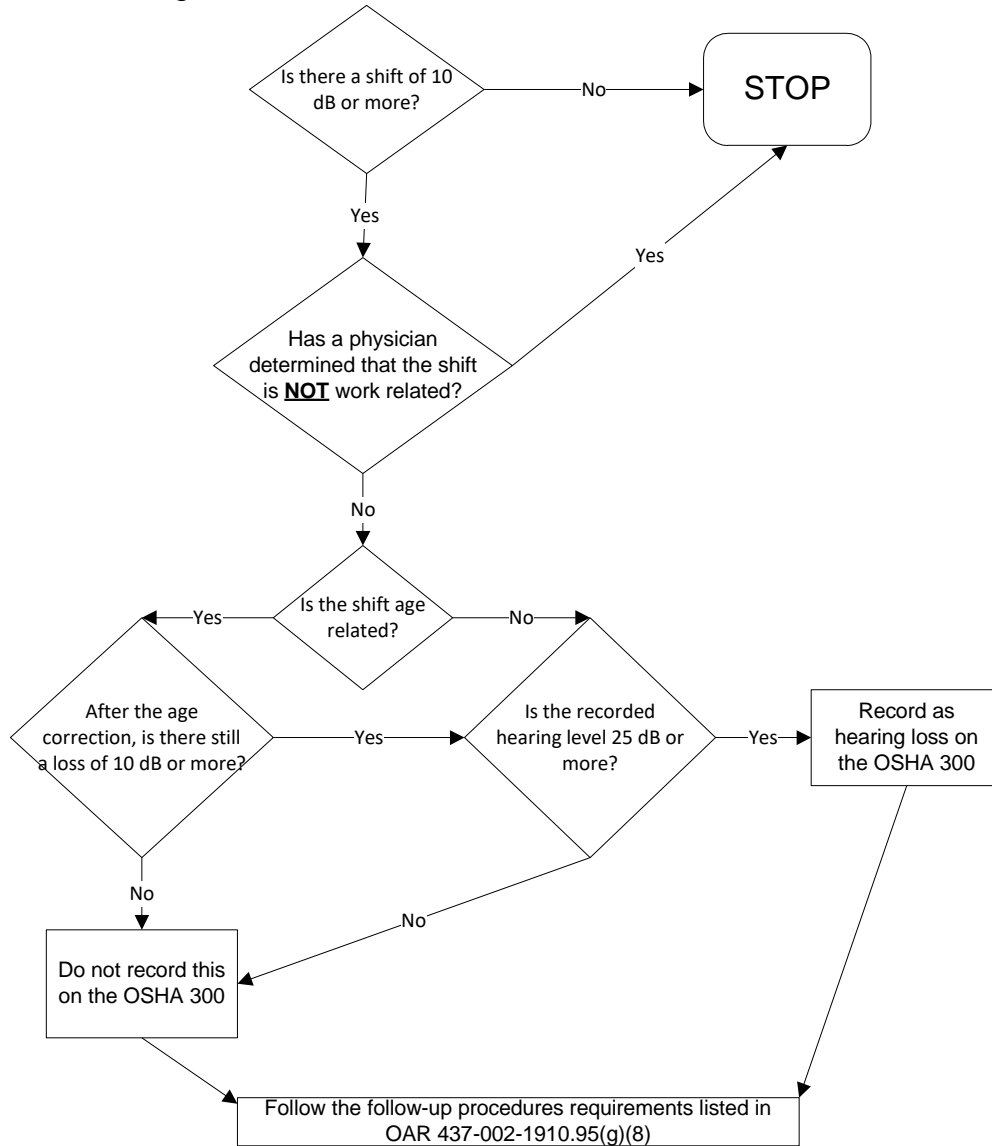 Is there a shift of 10
dB or more?
No
STOP
Yes
Yes
Has a physician
determined that the shift
is NOT work related?
No
Is the shift age
related?
Yes
No
After the age
correction, is there still
a loss of 10 dB or more?
Yes
Is the recorded
hearing level 25 dB or
more?
Yes
Record as
hearing loss on
the OSHA 300
No
No
Do not record this
on the OSHA 300
Follow the follow-up procedures requirements listed in
OAR 437-002-1910.95(g)(8)